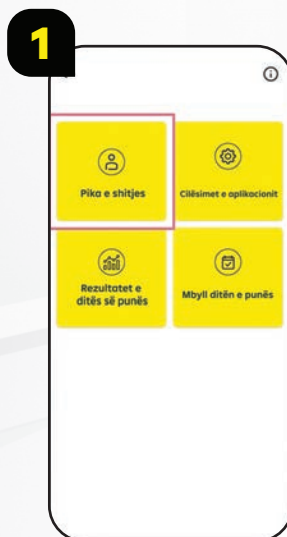 1
Pika e shitjes
Cilësimet e aplikacionit
Rezultatet e
ditës së punës
Mbyll ditën e punës